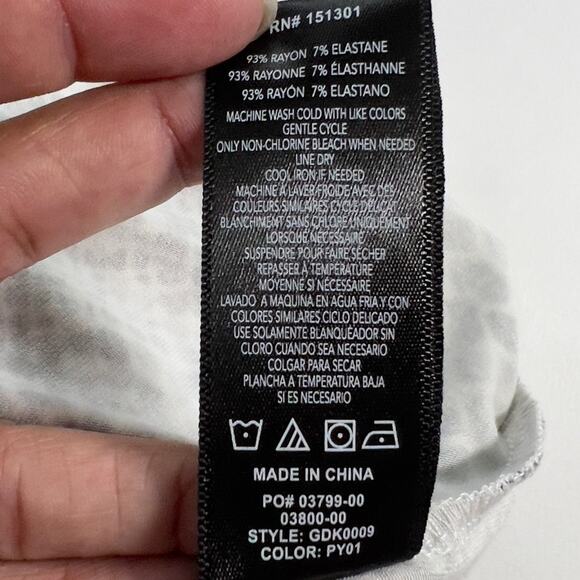 RN# 151301
93% RAYON 7% ELASTANE
93% RAYONNE 7% ÉLASTHANNE
93% RAYÓN 7% ELASTANO
MACHINE WASH COLD WITH LIKE COLORS
GENTLE CYCLE
ONLY NON-CHLORINE BLEACH WHEN NEEDED
LINE DRY
COOL IRON IF NEEDED
MACHINE À LAVER FROIDE AVEC DES
COULEURS SIMILAIRES CYCLE DÉLICAT
BLANCHIMENT SANS CHLORE UNIQUEMENT
LORSQUE NÉCESSAIRE
SUSPENDRE POUR FAIRE SÉCHER
REPASSER À TEMPÉRATURE
MOYENNE SI NÉCESSAIRE
LAVADO A MAQUINA EN AGUA FRIA Y CON
COLORES SIMILARES CICLO DELICADO
USE SOLAMENTE BLANQUEADOR SIN
CLORO CUANDO SEA NECESARIO
COLGAR PARA SECAR
PLANCHA A TEMPERATURA BAJA
SI ES NECESARIO
MADE IN CHINA
PO# 03799-00
03800-00
STYLE: GDK0009
COLOR: PY01